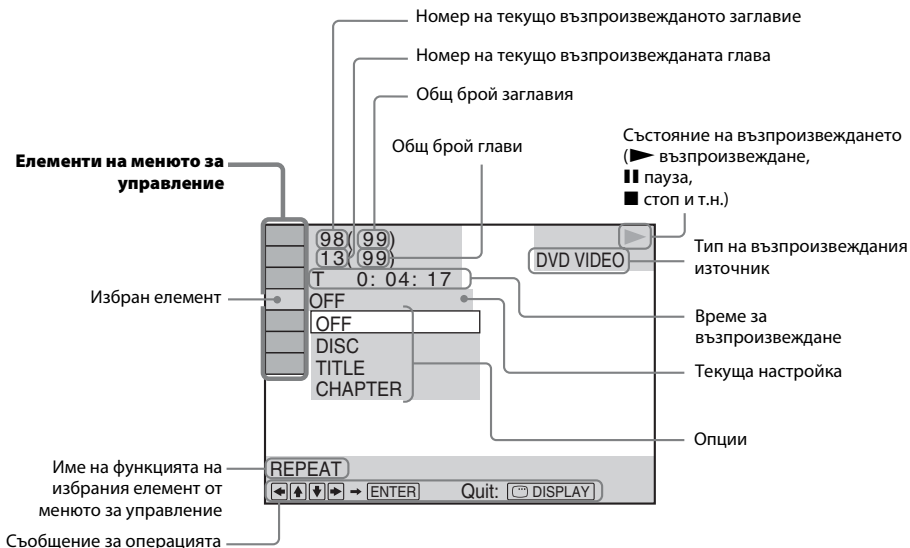 Номер на текущо възпроизвежданото заглавие
Номер на текущо възпроизвежданата глава
Общ брой заглавия
Общ брой глави
Състояние на възпроизвеждането
(► възпроизвеждане,
❚❚ пауза,
■ стоп и т.н.)
Елементи на менюто за
управление
98( 99)
13( 99)
DVD VIDEO
Тип на възпроизвеждания
източник
T 0: 04: 17
Избран елемент
OFF
OFF
Време за
възпроизвеждане
DISC
TITLE
Текуща настройка
CHAPTER
Опции
Име на функцията на
избрания елемент от
менюто за управление
REPEAT
← ↑ ↓ → → ENTER Quit: DISPLAY
Съобщение за операцията